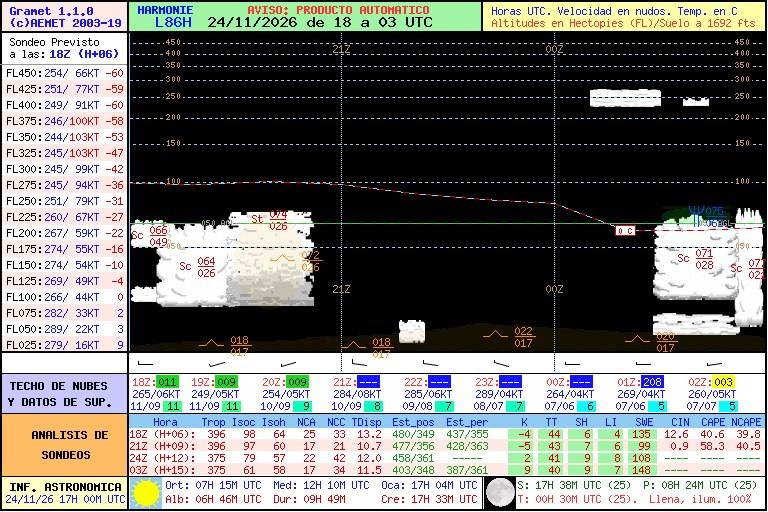 Gramet 1.1.0
(c)AEMET 2003-19
HARMONIE
L86H
AVISO: PRODUCTO AUTOMATICO
24/11/2026 de 18 a 03 UTC
Horas UTC. Velocidad en nudos. Temp. en C
Altitudes en Hectopies (FL)/Suelo a 1692 fts
Sondeo Previsto
a las: 18Z (H+06)
FL450:254/ 66KT -60
FL425:251/ 77KT -59
FL400:249/ 91KT -60
FL375:246/100KT -58
FL350:244/103KT -53
FL325:245/103KT -47
FL300:245/ 99KT -42
FL275:245/ 94KT -36
FL250:251/ 79KT -31
FL225:260/ 67KT -27
FL200:267/ 59KT -22
FL175:274/ 55KT -16
FL150:274/ 54KT -10
FL125:269/ 49KT -4
FL100:266/ 44KT 0
FL075:282/ 33KT 2
FL050:289/ 22KT 3
FL025:279/ 16KT 9
450 21Z 00Z 450
400 400
350 350
300 300
250 250
200 200
150 150
100 100
St 074
026
Sc 066
049
050
0 C
Sc 064
026
072
026
Sc 071
028
Sc
21Z 00Z
018
017
018
017
022
017
020
017
TECHO DE NUBES
Y DATOS DE SUP.
18Z:011 19Z:009 20Z:009 21Z:--- 22Z:--- 23Z:--- 00Z:--- 01Z:208 02Z:003
265/06KT 249/05KT 254/05KT 284/06KT 285/06KT 289/04KT 264/04KT 269/04KT 260/05KT
11/09 11 11/09 11 10/09 9 10/09 8 09/08 7 08/07 7 07/06 6 07/06 5 07/07 5
ANALISIS DE
SONDEOS
Hora Trop Isoc Isoh NCA NCC TDisp Est_pos Est_per K TT SH LI SWE CIN CAPE NCAPE
18Z (H+06): 396 98 64 25 33 13.2 480/349 437/355 -4 44 6 4 135 12.6 40.6 39.8
21Z (H+09): 396 97 60 17 35 11.5 477/356 428/363 -5 43 7 6 99 0.9 58.3 40.5
24Z (H+12): 375 79 57 22 42 12.0 458/361 ----- 2 41 9 8 108 ---- ---- ----
03Z (H+15): 375 61 58 17 34 11.5 403/348 387/361 9 40 9 7 148 ---- ---- ----
INF. ASTRONOMICA
24/11/26 17H 00M UTC
Ort: 07H 15M UTC Med: 12H 10M UTC Oca: 17H 04M UTC
Alb: 06H 46M UTC Dur: 09H 49M Cre: 17H 33M UTC
S: 17H 38M UTC (25) P: 08H 24M UTC (25)
T: 00H 30M UTC (25). Llena, ilum. 100%